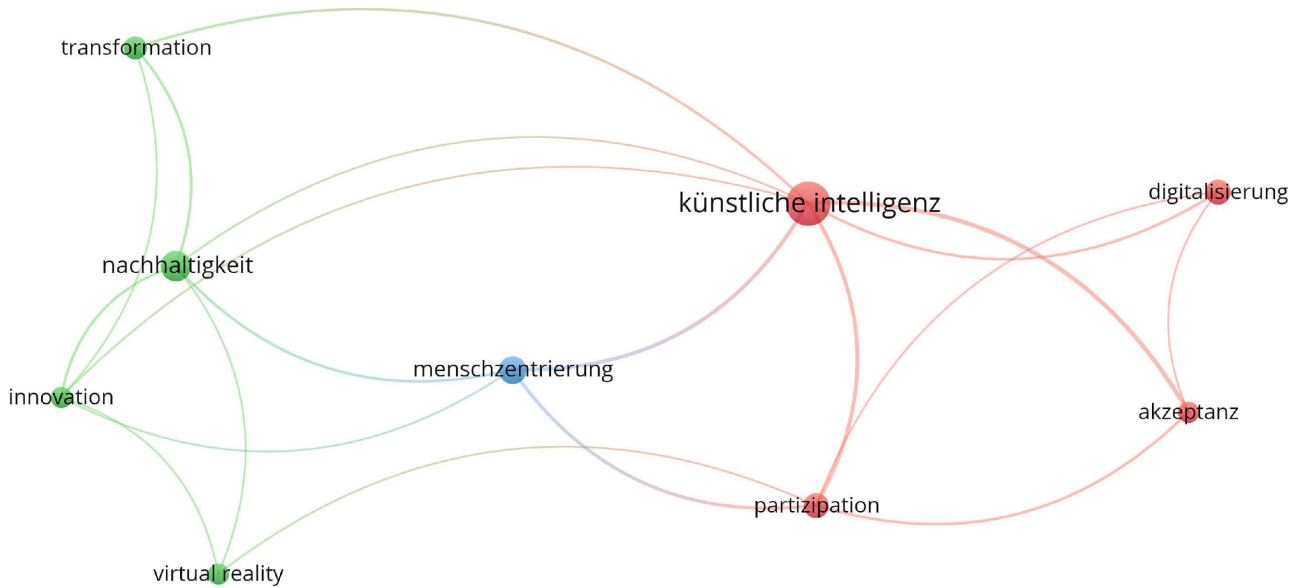 transformation
künstliche intelligenz
digitalisierung
nachhaltigkeit
menschzentrierung
innovation
akzeptanz
partizipation
virtual reality